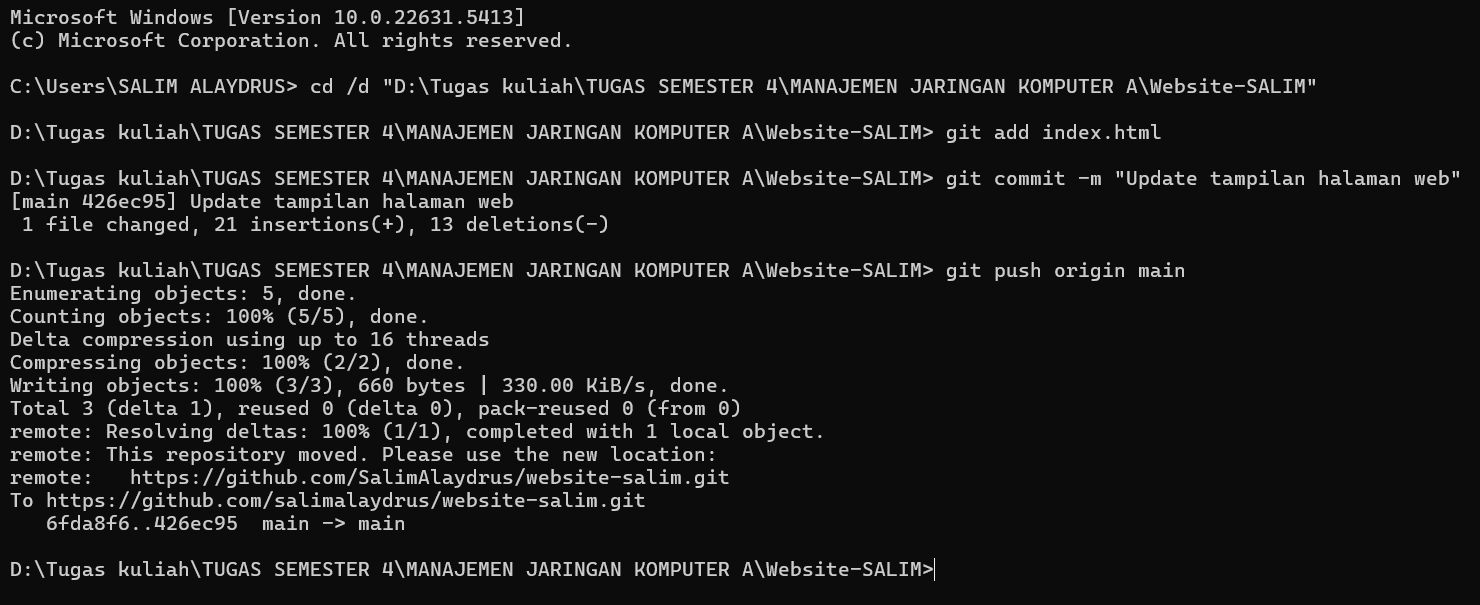 Microsoft Windows [Version 10.0.22631.5413]
(c) Microsoft Corporation. All rights reserved.
C:\Users\SALIM ALAYDRUS> cd /d "D:\Tugas kuliah\TUGAS SEMESTER 4\MANAJEMEN JARINGAN KOMPUTER A\Website-SALIM"
D:\Tugas kuliah\TUGAS SEMESTER 4\MANAJEMEN JARINGAN KOMPUTER A\Website-SALIM> git add index.html
D:\Tugas kuliah\TUGAS SEMESTER 4\MANAJEMEN JARINGAN KOMPUTER A\Website-SALIM> git commit -m "Update tampilan halaman web"
[main 426ec95] Update tampilan halaman web
 1 file changed, 21 insertions(+), 13 deletions(-)
D:\Tugas kuliah\TUGAS SEMESTER 4\MANAJEMEN JARINGAN KOMPUTER A\Website-SALIM> git push origin main
Enumerating objects: 5, done.
Counting objects: 100% (5/5), done.
Delta compression using up to 16 threads
Compressing objects: 100% (2/2), done.
Writing objects: 100% (3/3), 660 bytes | 330.00 KiB/s, done.
Total 3 (delta 1), reused 0 (delta 0), pack-reused 0 (from 0)
remote: Resolving deltas: 100% (1/1), completed with 1 local object.
remote: This repository moved. Please use the new location:
remote:   https://github.com/SalimAlaydrus/website-salim.git
To https://github.com/salimalaydrus/website-salim.git
   6fda8f6..426ec95  main -> main
D:\Tugas kuliah\TUGAS SEMESTER 4\MANAJEMEN JARINGAN KOMPUTER A\Website-SALIM>